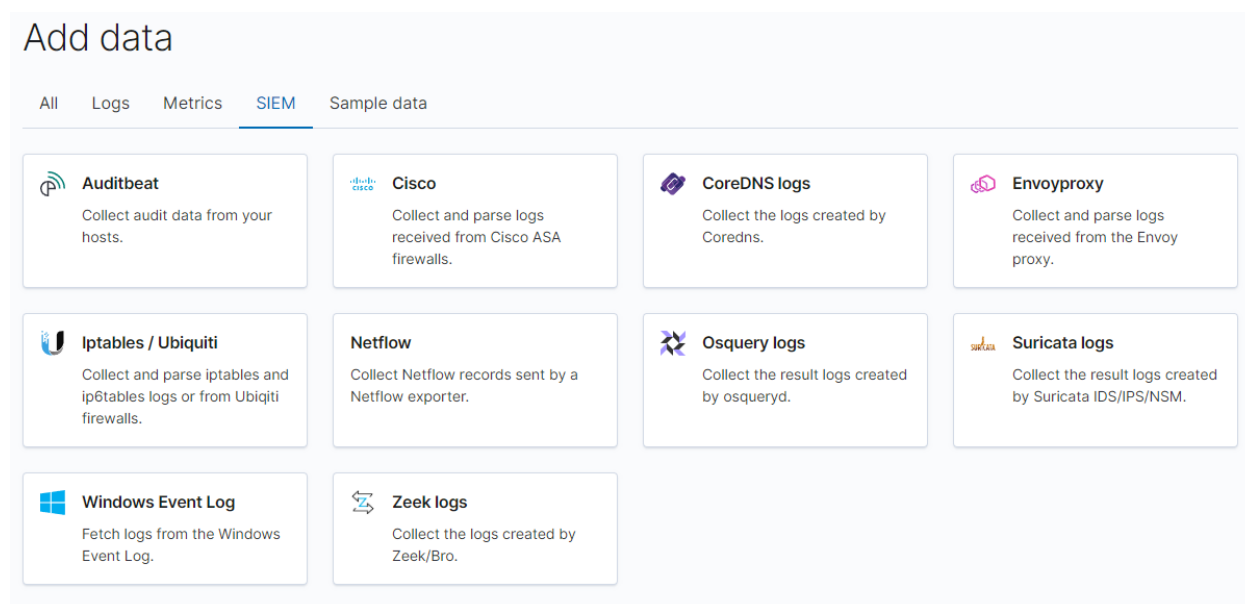 Add data
All Logs Metrics SIEM Sample data
Auditbeat
Collect audit data from your
hosts.
CISCO
Cisco
Collect and parse logs
received from Cisco ASA
firewalls.
CoreDNS logs
Collect the logs created by
Coredns.
Envoyproxy
Collect and parse logs
received from the Envoy
proxy.
Iptables / Ubiquiti
Collect and parse iptables and
ip6tables logs or from Ubiqiti
firewalls.
Netflow
Collect Netflow records sent by a
Netflow exporter.
Osquery logs
Collect the result logs created
by osqueryd.
SURICATA
Suricata logs
Collect the result logs created
by Suricata IDS/IPS/NSM.
Windows Event Log
Fetch logs from the Windows
Event Log.
Z
Zeek logs
Collect the logs created by
Zeek/Bro.